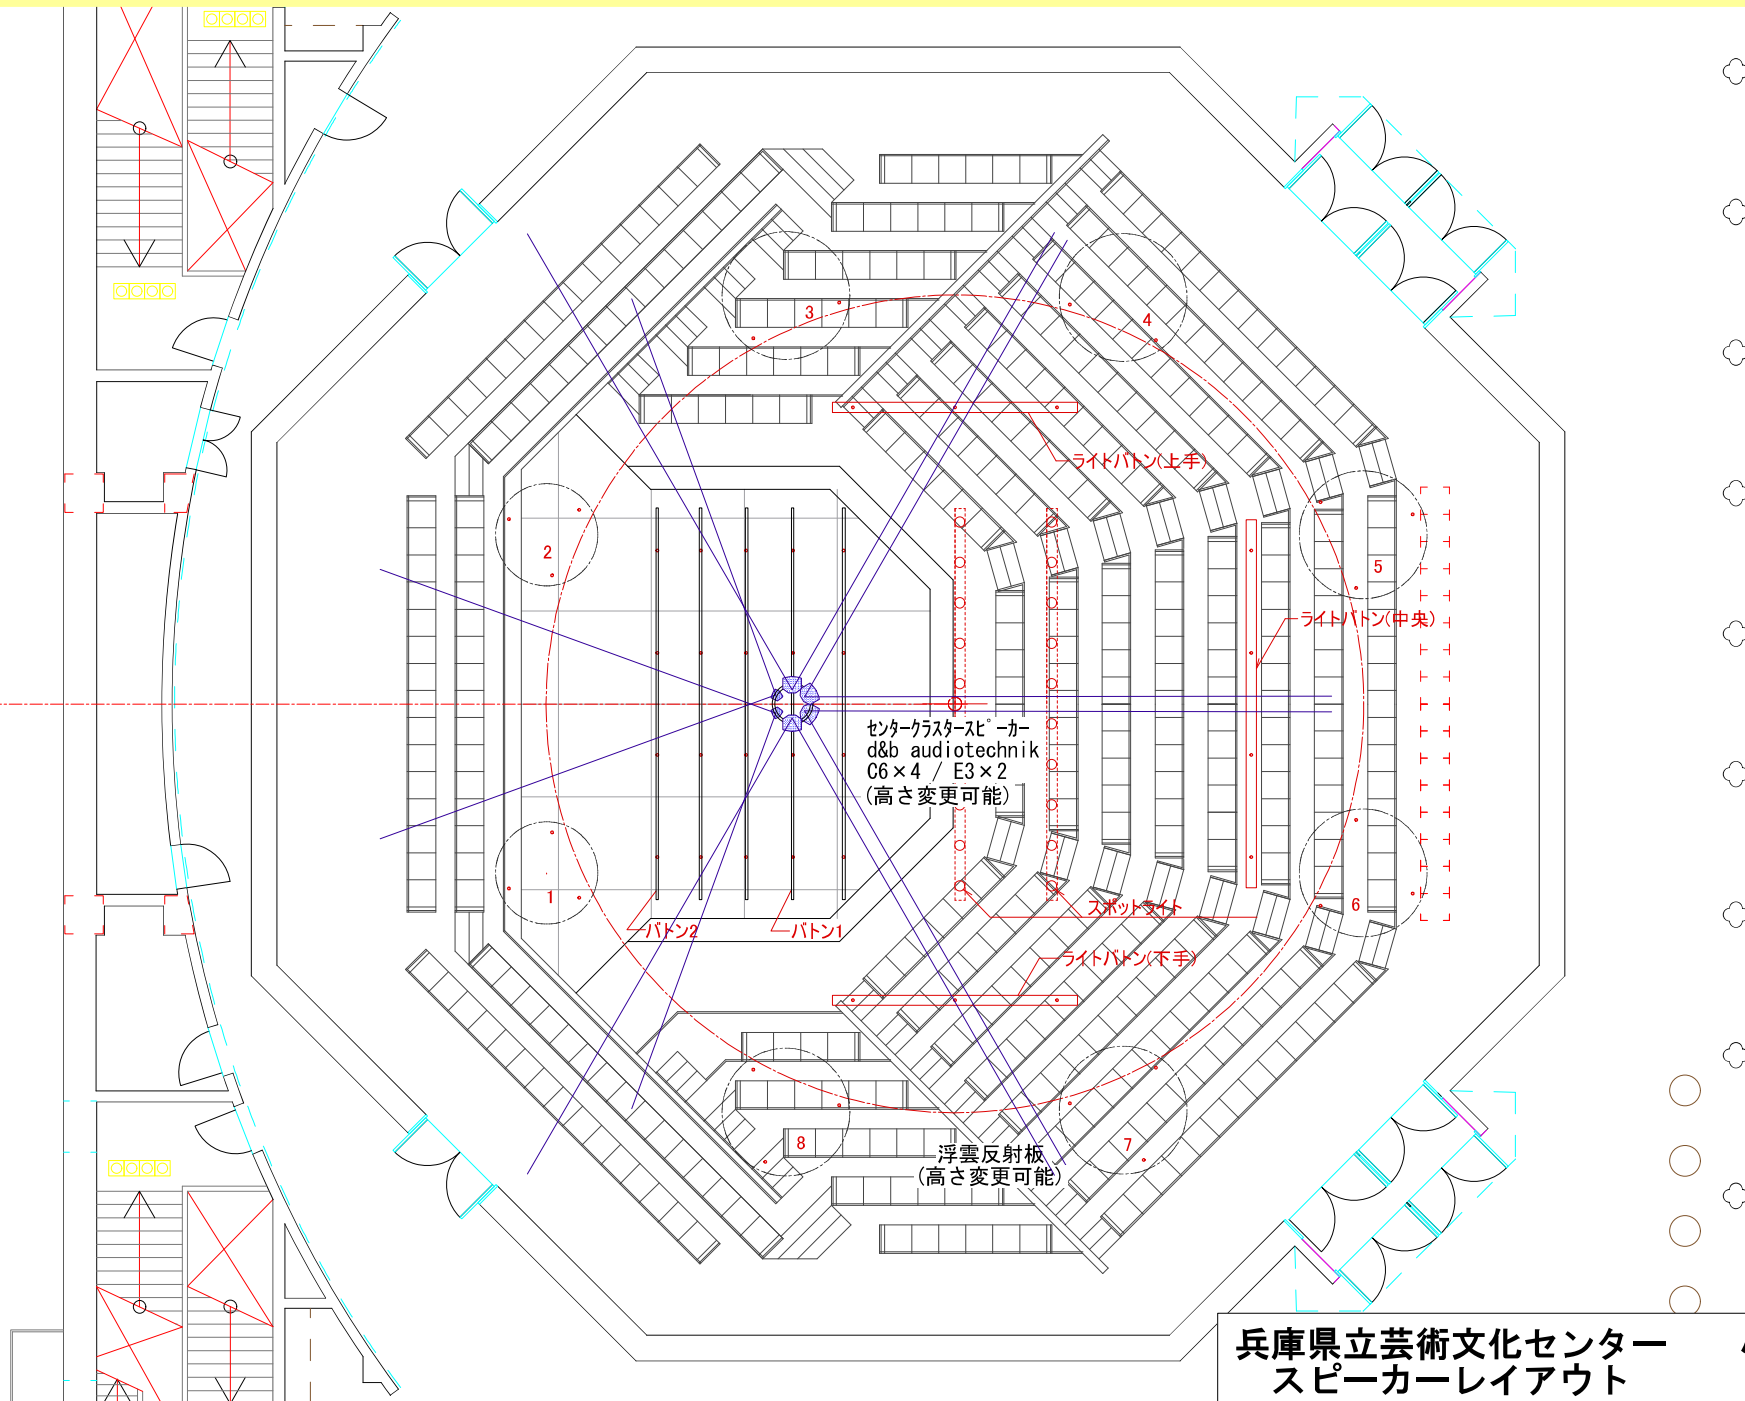 3
4
ライトバトン(上手)
2
5
ライトバトン(中央)
センタークラスタースピーカー
d&b audiotechnik
C6×4 / E3×2
(高さ変更可能)
1
6
スポットライト
バトン2
バトン1
ライトバトン(下手)
8
7
浮雲反射板
(高さ変更可能)
兵庫県立芸術文化センター
スピーカーレイアウト